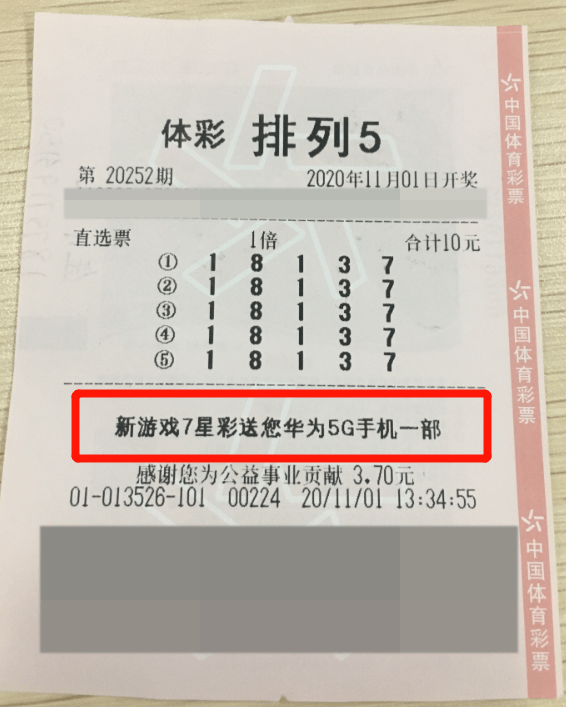 体彩 排列5
第 20252期 2020年11月01日开奖
直选票 1倍 合计10元
① 1 8 1 3 7
② 1 8 1 3 7
③ 1 8 1 3 7
④ 1 8 1 3 7
⑤ 1 8 1 3 7
新游戏7星彩送您华为5G手机一部
感谢您为公益事业贡献 3.70元
01-013526-101 00224 20/11/01 13:34:55
中国体育彩票
中国体育彩票
中国体育彩票